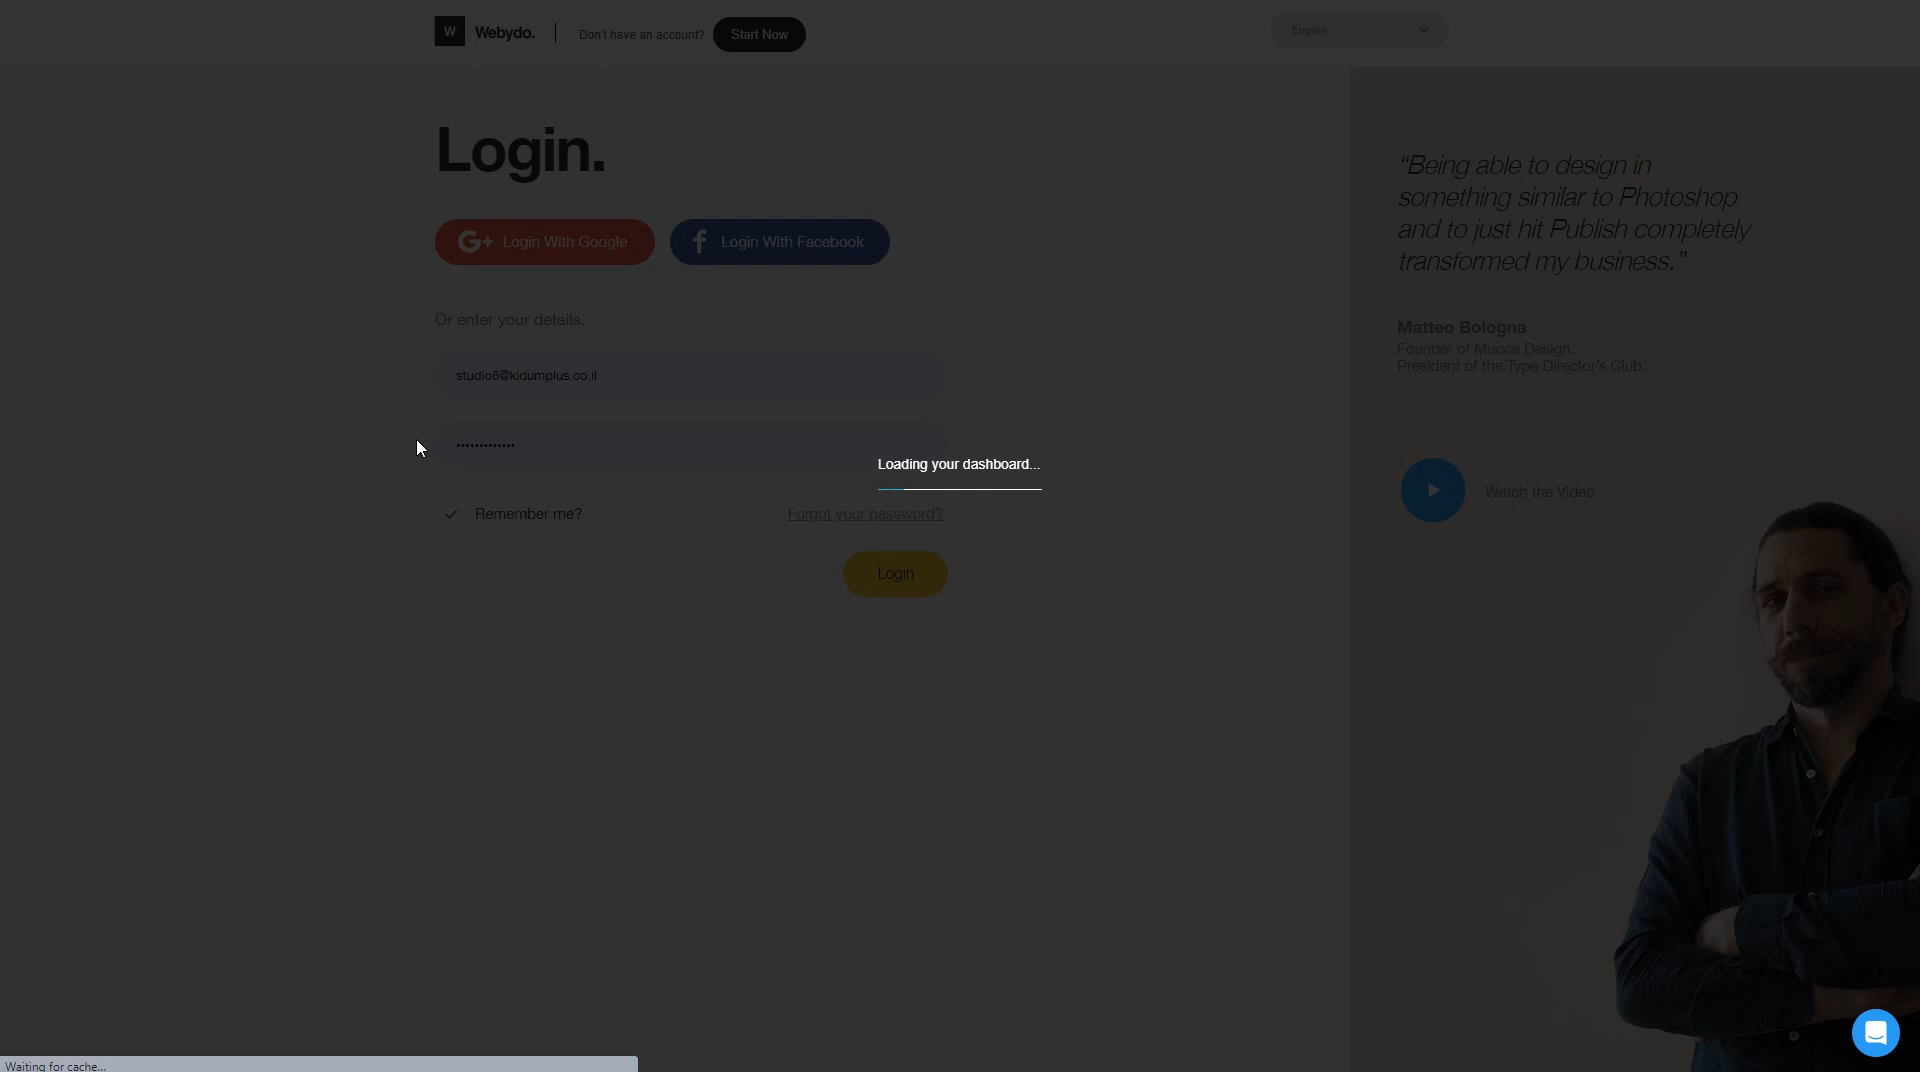 W
Webydo.
Don't have an account?
Start Now
English
Login.
G+ Login With Google
f Login With Facebook
Or enter your details.
studio6@kidumplus.co.il
•••••••••••••
Loading your dashboard...
Remember me?
Forgot your password?
Login
“Being able to design in
something similar to Photoshop
and to just hit Publish completely
transformed my business.”
Matteo Bologna
Founder of Mucca Design.
President of the Type Director's Club.
Watch the Video
Waiting for cache...